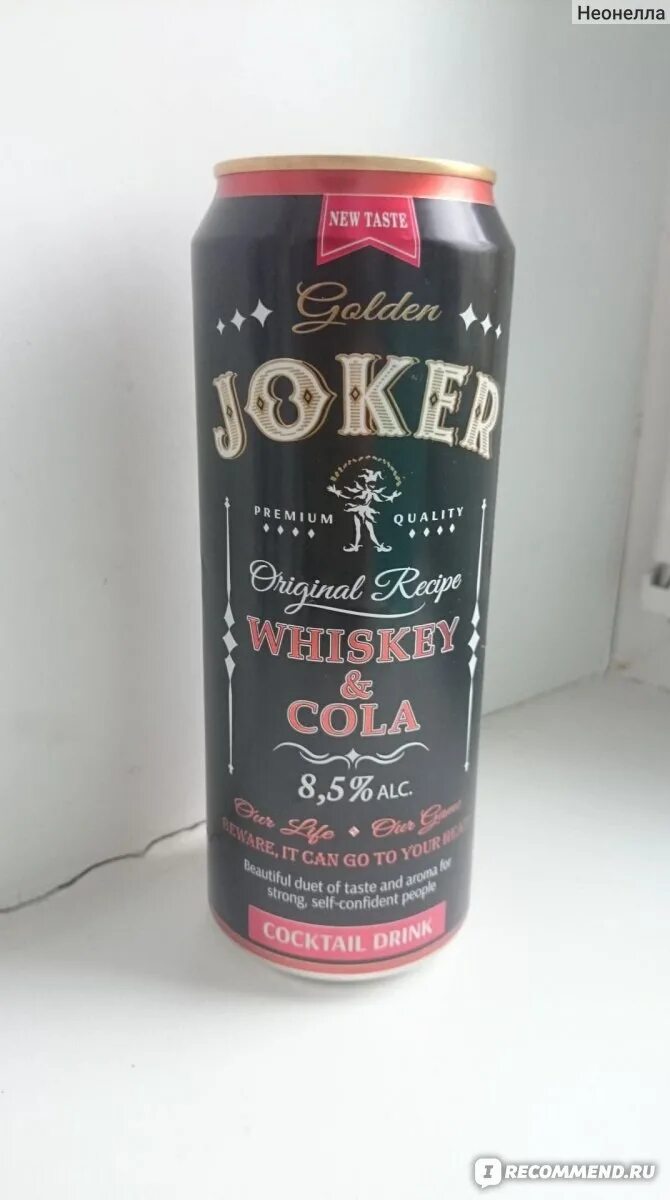 Неонелла
NEW TASTE
Golden
JOKER
PREMIUM QUALITY
Original Recipe
WHISKEY
&
COLA
8,5% ALC.
Our Life • Our Game
BEWARE, IT CAN GO TO YOUR HEAD
Beautiful duet of taste and aroma for
strong, self-confident people
COCKTAIL DRINK
IRECOMMEND.RU